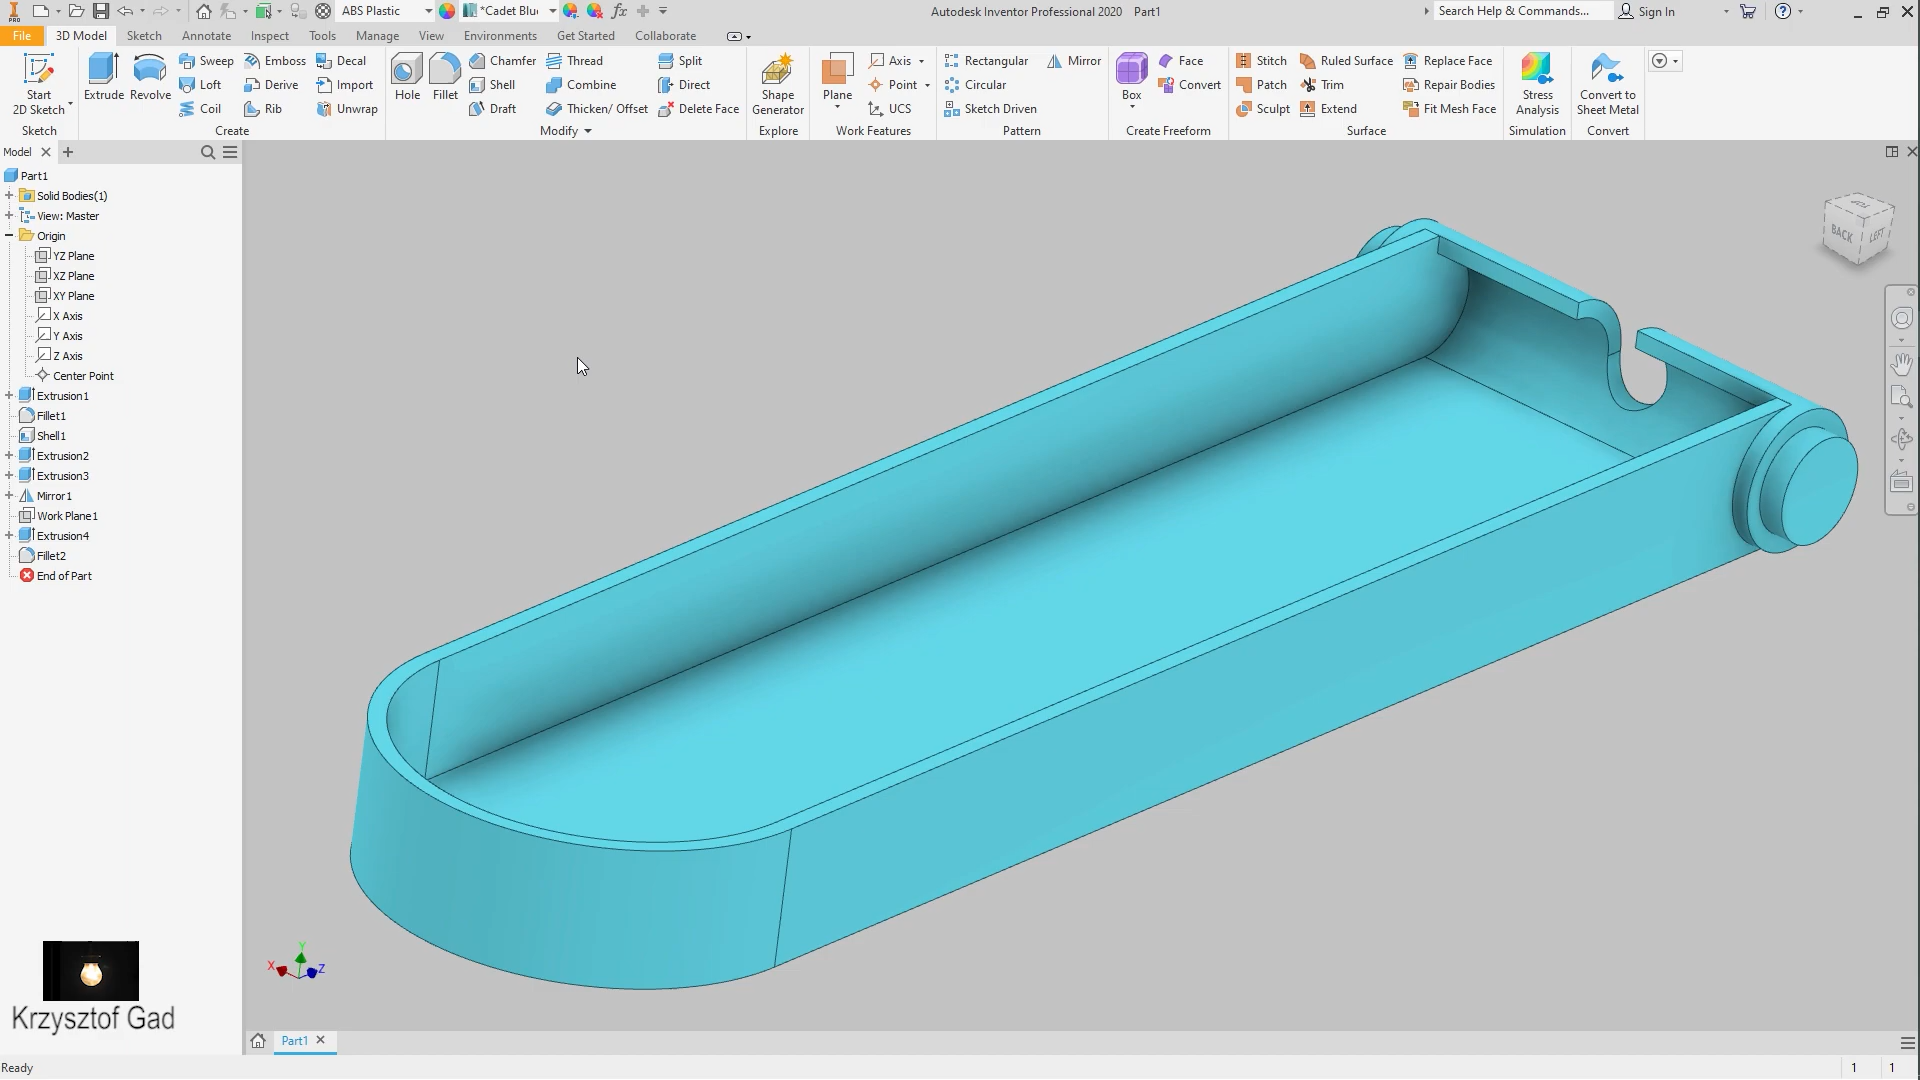 PRO
ABS Plastic
*Cadet Blu
fx
Autodesk Inventor Professional 2020 Part1
Search Help & Commands...
Sign In
File 3D Model Sketch Annotate Inspect Tools Manage View Environments Get Started Collaborate
Start
2D Sketch
Sketch
Extrude
Revolve
Sweep
Loft
Coil
Emboss
Derive
Rib
Decal
Import
Unwrap
Create
Hole
Fillet
Chamfer
Shell
Draft
Thread
Combine
Thicken/ Offset
Split
Direct
Delete Face
Modify
Shape
Generator
Explore
Plane
Axis
Point
UCS
Work Features
Rectangular
Circular
Sketch Driven
Mirror
Pattern
Box
Face
Convert
Create Freeform
Stitch
Patch
Sculpt
Ruled Surface
Trim
Extend
Replace Face
Repair Bodies
Fit Mesh Face
Surface
Stress
Analysis
Simulation
Convert to
Sheet Metal
Convert
Model
Part1
Solid Bodies(1)
View: Master
Origin
YZ Plane
XZ Plane
XY Plane
X Axis
Y Axis
Z Axis
Center Point
Extrusion1
Fillet1
Shell1
Extrusion2
Extrusion3
Mirror1
Work Plane1
Extrusion4
Fillet2
End of Part
BACK
LEFT
Y
X
Z
Krzysztof Gad
Part1
Ready
1 1